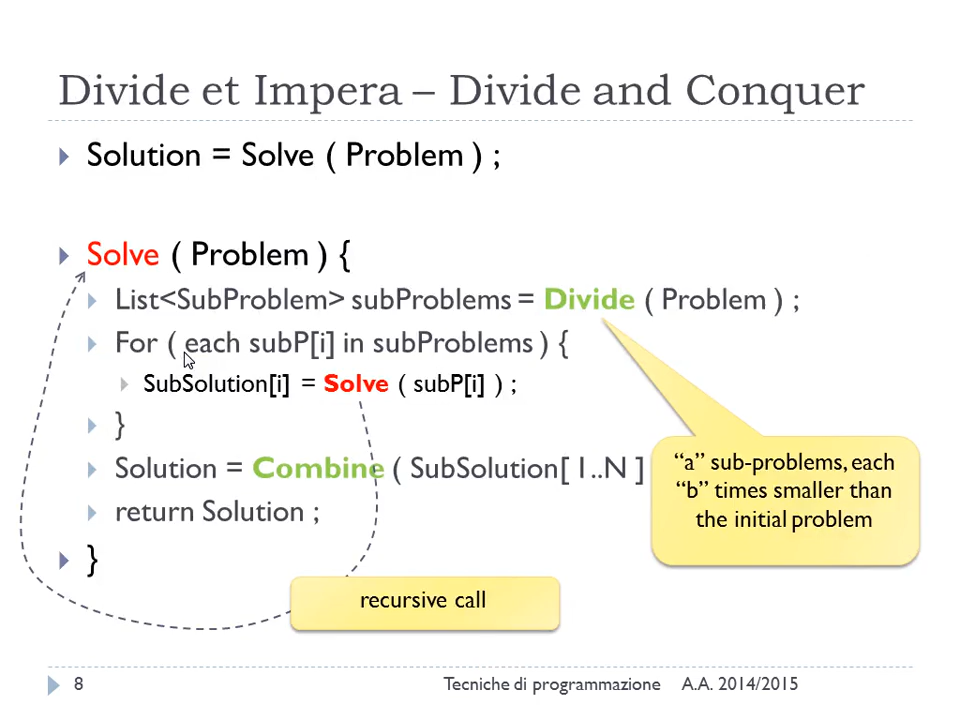 Divide et Impera – Divide and Conquer
Solution = Solve ( Problem ) ;
Solve ( Problem ) {
List<SubProblem> subProblems = Divide ( Problem ) ;
For ( each subP[i] in subProblems ) {
SubSolution[i] = Solve ( subP[i] ) ;
}
Solution = Combine ( SubSolution[ 1..N ]
return Solution ;
}
“a” sub-problems, each
“b” times smaller than
the initial problem
recursive call
8 Tecniche di programmazione A.A. 2014/2015